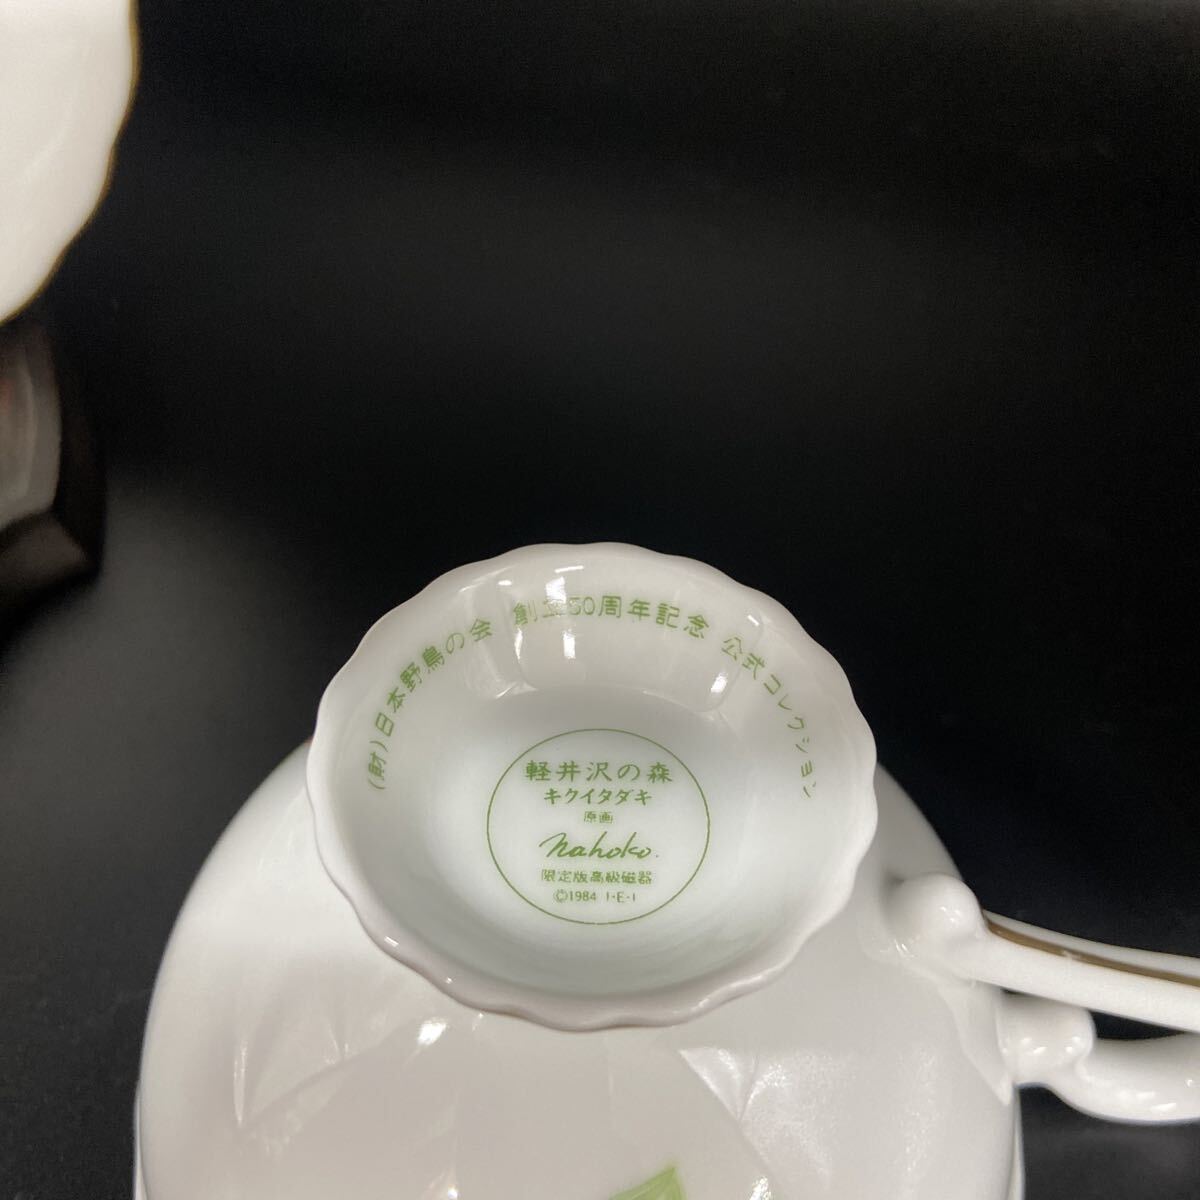 (財)日本野鳥の会 創立50周年記念 公式コレクション
軽井沢の森
キクイタダキ
原画
nahoko.
限定版高級磁器
©1984 I·E·I